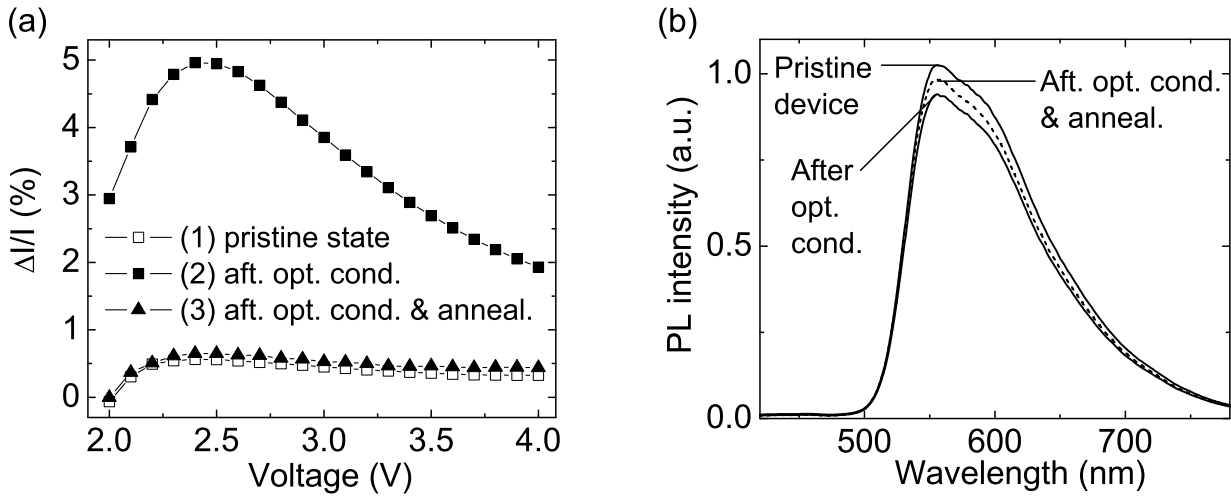 (a)
5
4
3
2
1
0
ΔI/I (%)
(1) pristine state
(2) aft. opt. cond.
(3) aft. opt. cond. & anneal.
2.0 2.5 3.0 3.5 4.0
Voltage (V)
(b)
1.0
0.5
0.0
PL intensity (a.u.)
Pristine
device
Aft. opt. cond.
& anneal.
After
opt.
cond.
500 600 700
Wavelength (nm)